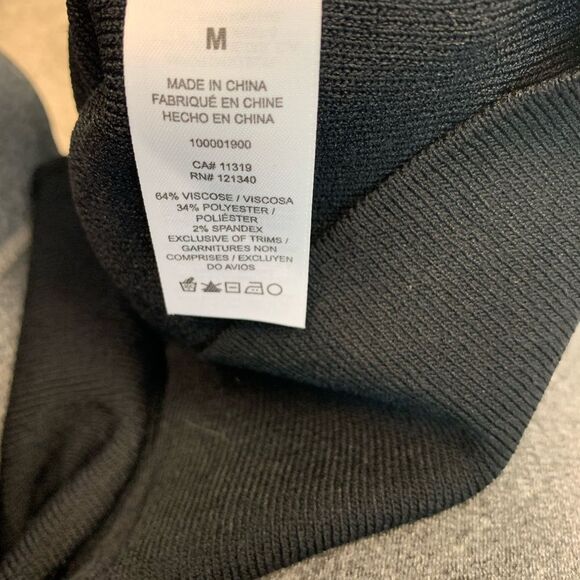 M
MADE IN CHINA
FABRIQUÉ EN CHINE
HECHO EN CHINA
100001900
CA# 11319
RN# 121340
64% VISCOSE / VISCOSA
34% POLYESTER /
POLIÉSTER
2% SPANDEX
EXCLUSIVE OF TRIMS /
GARNITURES NON
COMPRISES / EXCLUYEN
DO AVIOS